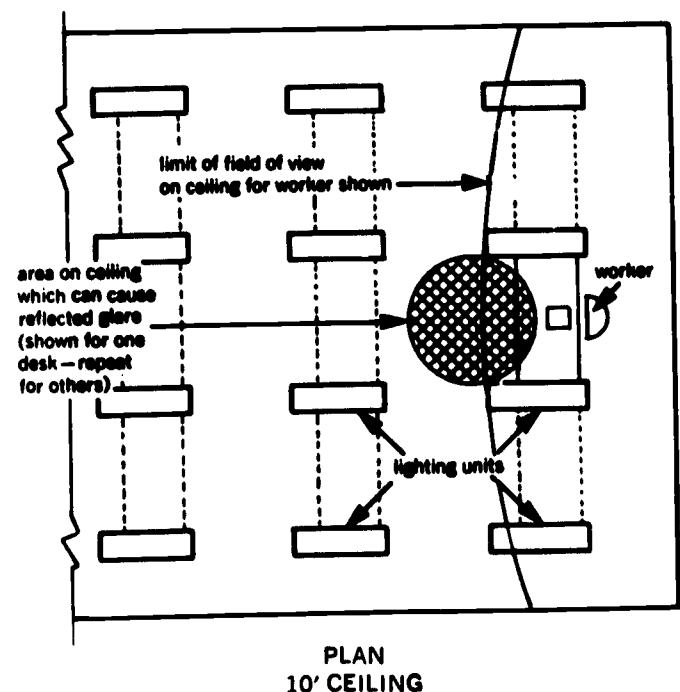 limit of field of view
on ceiling for worker shown
area on ceiling
which can cause
reflected glare
(shown for one
desk—repeat
for others)
worker
lighting units
PLAN
10' CEILING